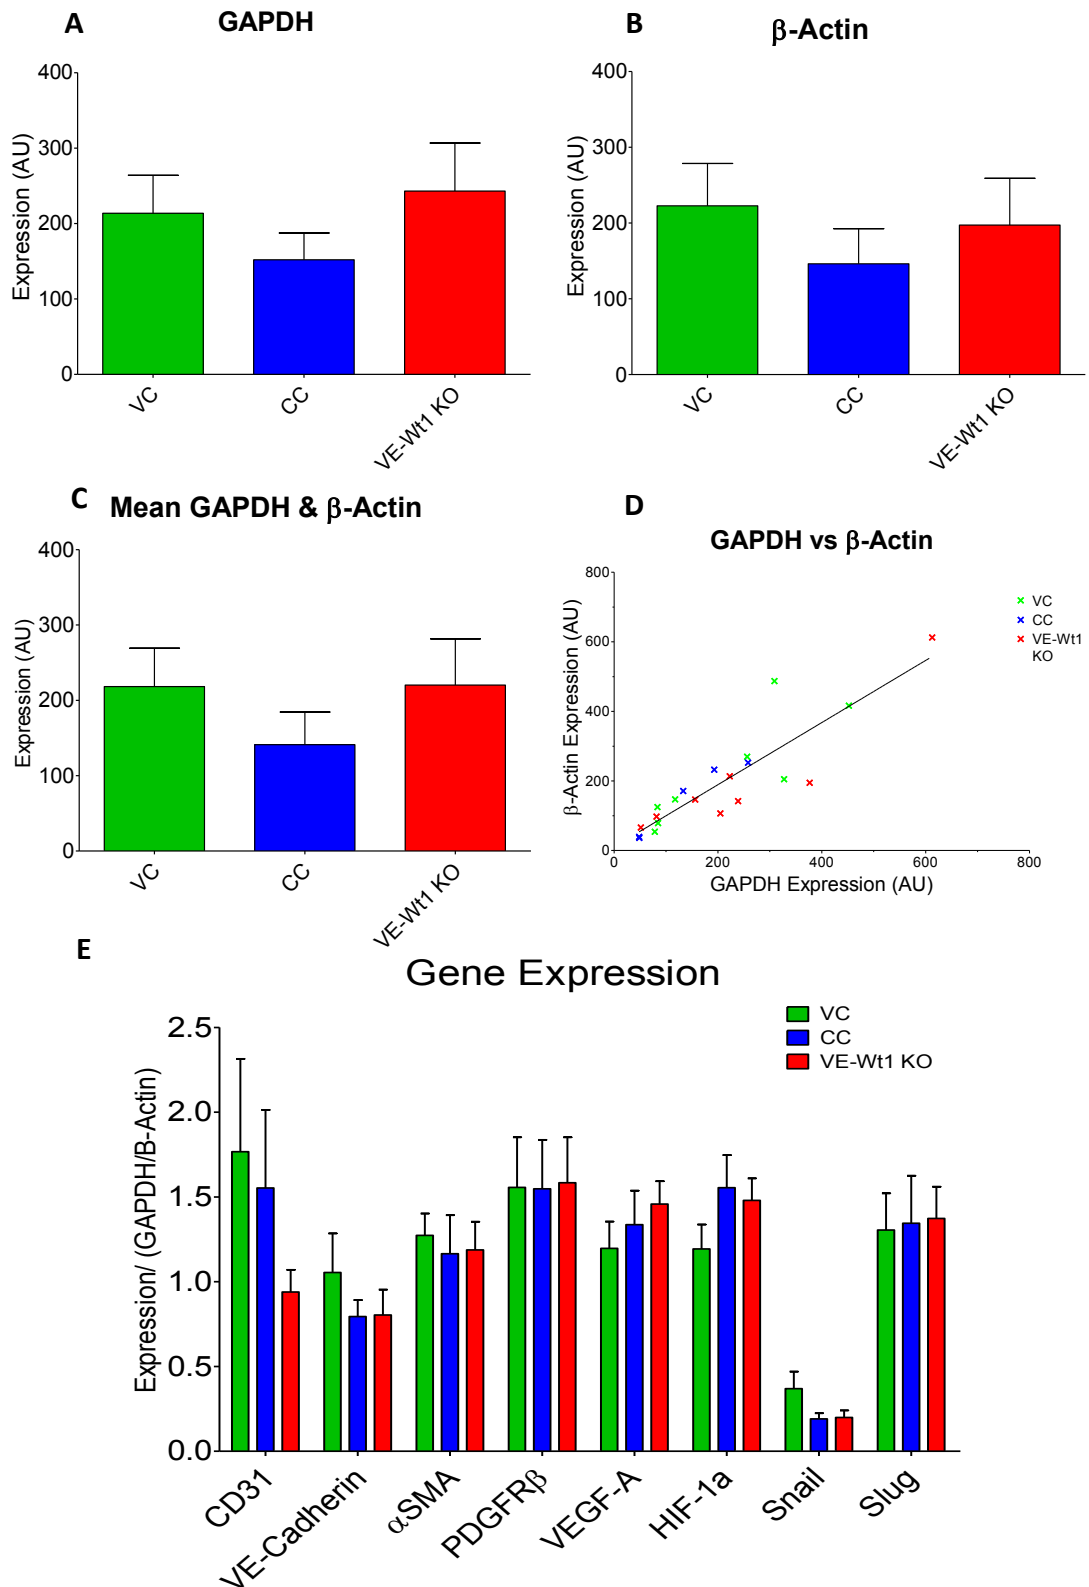 A
GAPDH
Expression (AU)
400
300
200
100
0
VC
CC
VE-Wt1 KO
B
β-Actin
Expression (AU)
400
300
200
100
0
VC
CC
VE-Wt1 KO
C
Mean GAPDH & β-Actin
Expression (AU)
400
300
200
100
0
VC
CC
VE-Wt1 KO
D
GAPDH vs β-Actin
β-Actin Expression (AU)
800
600
400
200
0
0 200 400 600 800
GAPDH Expression (AU)
VC
CC
VE-Wt1
KO
E
Gene Expression
VC
CC
VE-Wt1 KO
Expression/ (GAPDH/B-Actin)
2.5
2.0
1.5
1.0
0.5
0.0
CD31
VE-Cadherin
αSMA
PDGFRβ
VEGF-A
HIF-1a
Snail
Slug